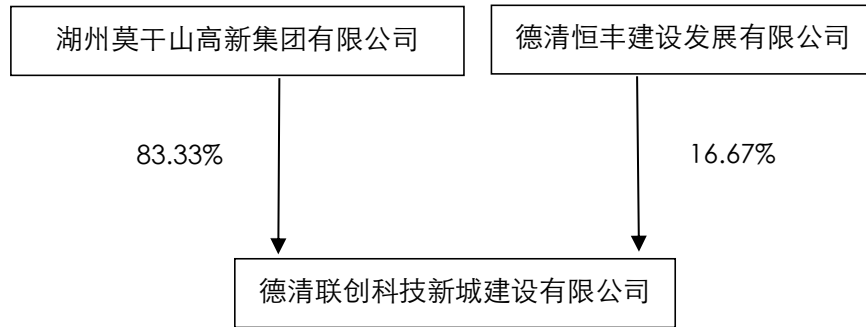 湖州莫干山高新集团有限公司
德清恒丰建设发展有限公司
83.33%
16.67%
德清联创科技新城建设有限公司